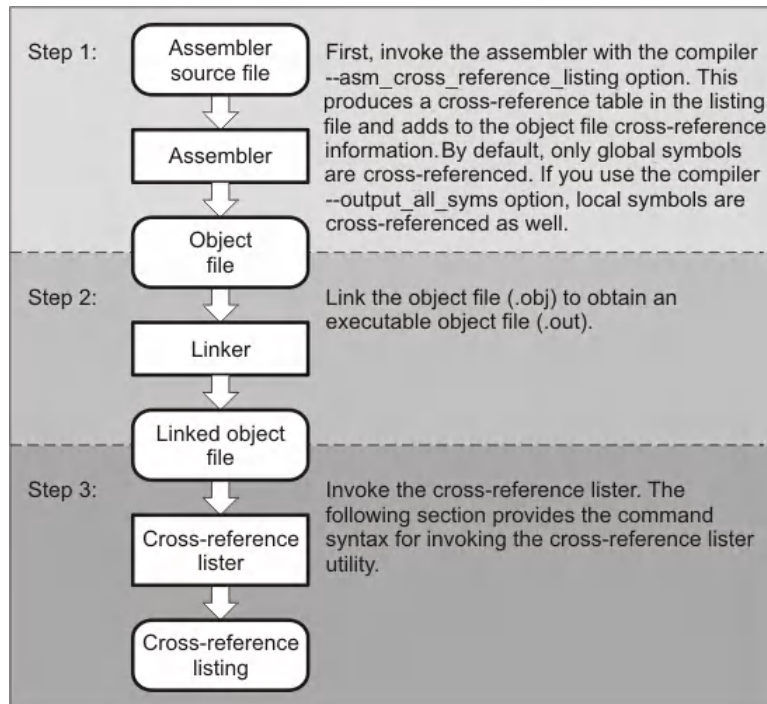 Step 1:
Assembler
source file
Assembler
Object
file
First, invoke the assembler with the compiler
--asm_cross_reference_listing option. This
produces a cross-reference table in the listing
file and adds to the object file cross-reference
information. By default, only global symbols
are cross-referenced. If you use the compiler
--output_all_syms option, local symbols are
cross-referenced as well.
Step 2:
Linker
Linked object
file
Link the object file (.obj) to obtain an
executable object file (.out).
Step 3:
Cross-reference
lister
Cross-reference
listing
Invoke the cross-reference lister. The
following section provides the command
syntax for invoking the cross-reference lister
utility.